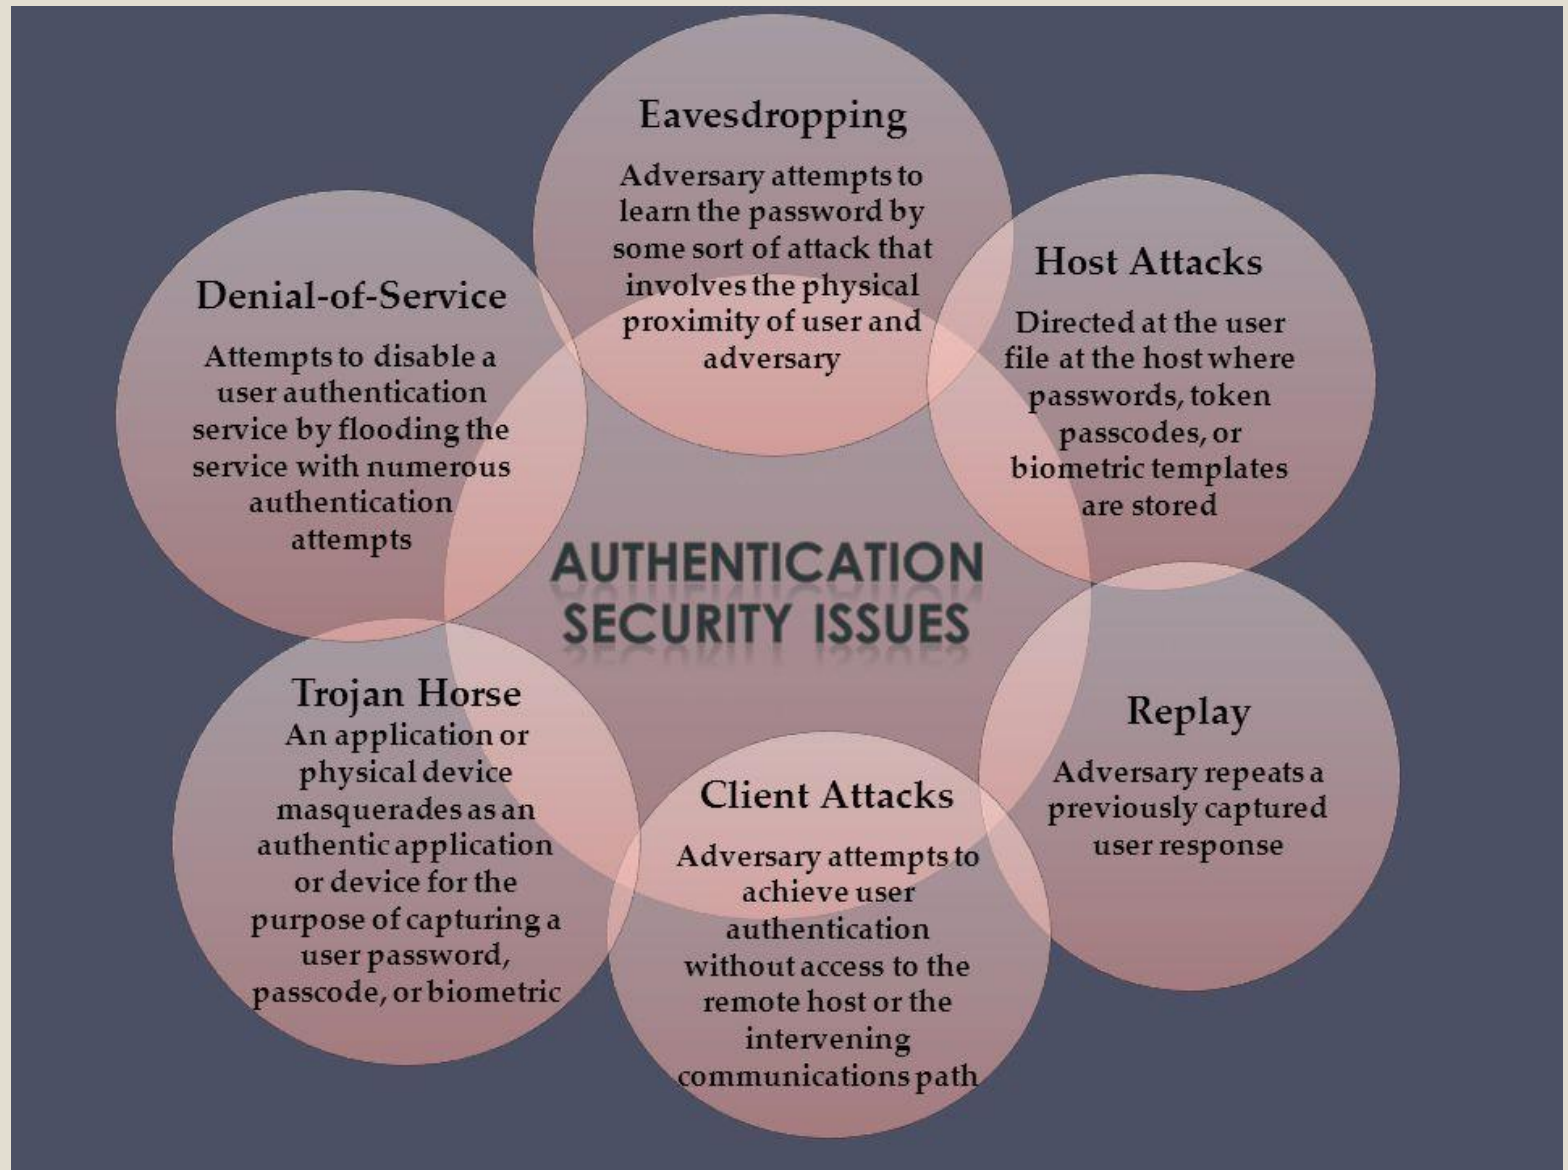 Eavesdropping
Adversary attempts to
learn the password by
some sort of attack that
involves the physical
proximity of user and
adversary
Host Attacks
Directed at the user
file at the host where
passwords, token
passcodes, or
biometric templates
are stored
Replay
Adversary repeats a
previously captured
user response
Client Attacks
Adversary attempts to
achieve user
authentication
without access to the
remote host or the
intervening
communications path
Trojan Horse
An application or
physical device
masquerades as an
authentic application
or device for the
purpose of capturing a
user password,
passcode, or biometric
Denial-of-Service
Attempts to disable a
user authentication
service by flooding the
service with numerous
authentication
attempts
AUTHENTICATION
SECURITY ISSUES